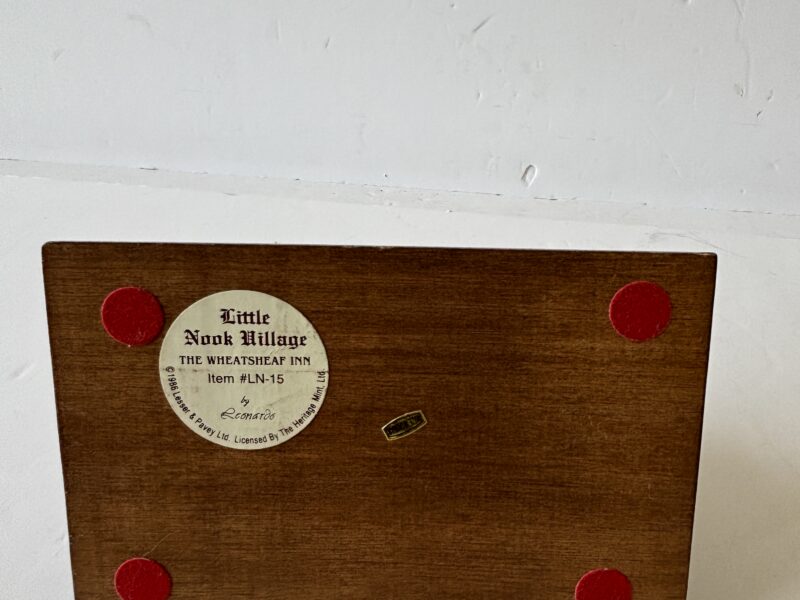 Little
Nook Village
THE WHEATSHEAF INN
Item #LN-15
by
Leonardo
©1986 Lesser & Pavey Ltd. Licensed By The Heritage Mint, Ltd.